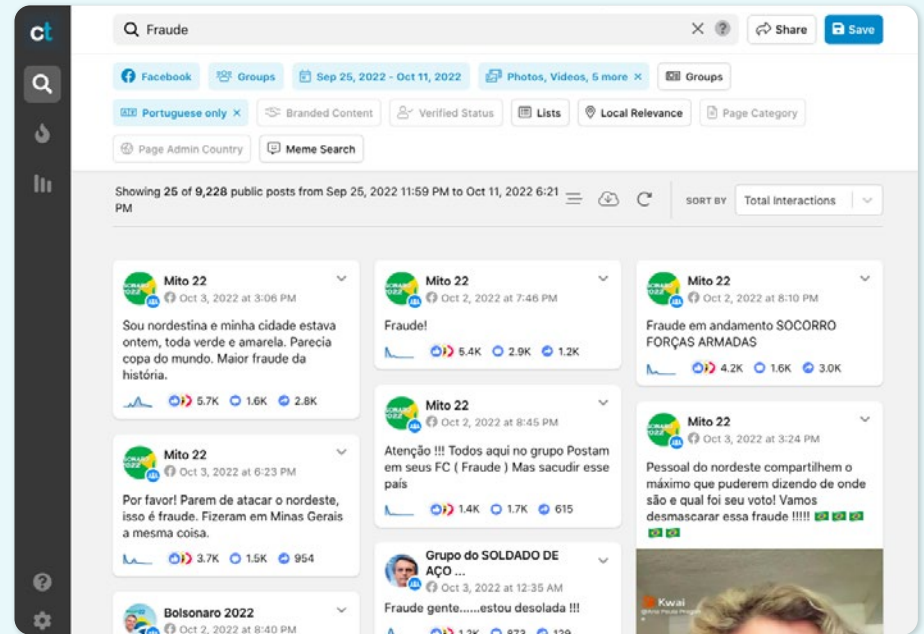 ct
Fraude
Share
Save
Facebook
Groups
Sep 25, 2022 - Oct 11, 2022
Photos, Videos, 5 more ×
Groups
Portuguese only ×
Branded Content
Verified Status
Lists
Local Relevance
Page Category
Page Admin Country
Meme Search
Showing 25 of 9,228 public posts from Sep 25, 2022 11:59 PM to Oct 11, 2022 6:21
PM
SORT BY
Total Interactions
Mito 22
Oct 3, 2022 at 3:06 PM
Sou nordestina e minha cidade estava
ontem, toda verde e amarela. Parecia
copa do mundo. Maior fraude da
história.
5.7K 1.6K 2.8K
Mito 22
Oct 3, 2022 at 6:23 PM
Por favor! Parem de atacar o nordeste,
isso é fraude. Fizeram em Minas Gerais
a mesma coisa.
3.7K 1.5K 954
Bolsonaro 2022
Oct 2, 2022 at 8:40 PM
Mito 22
Oct 2, 2022 at 7:46 PM
Fraude!
5.4K 2.9K 1.2K
Mito 22
Oct 2, 2022 at 8:45 PM
Atenção !!! Todos aqui no grupo Postam
em seus FC ( Fraude ) Mas sacudir esse
país
1.4K 1.7K 615
Grupo do SOLDADO DE
AÇO ...
Oct 3, 2022 at 12:35 AM
Fraude gente......estou desolada !!!
1.2K 873 129
Mito 22
Oct 2, 2022 at 8:10 PM
Fraude em andamento SOCORRO
FORÇAS ARMADAS
4.2K 1.6K 3.0K
Mito 22
Oct 3, 2022 at 3:24 PM
Pessoal do nordeste compartilhem o
máximo que puderem dizendo de onde
são e qual foi seu voto! Vamos
desmascarar essa fraude !!!!!
Kwai